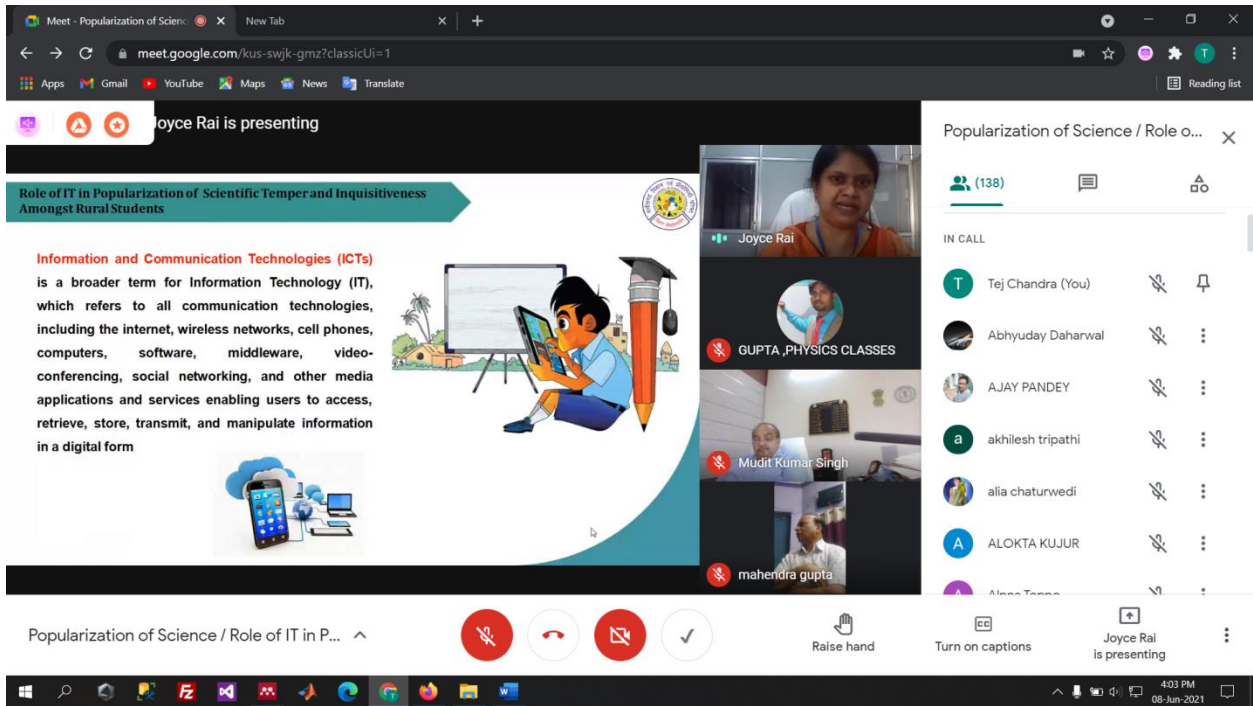 Meet - Popularization of Scienc
New Tab
meet.google.com/kus-swjk-gmz?classicUi=1
T
Apps
Gmail
YouTube
Maps
News
Translate
Reading list
Joyce Rai is presenting
Role of IT in Popularization of Scientific Temper and Inquisitiveness
Amongst Rural Students
Information and Communication Technologies (ICTs)
is a broader term for Information Technology (IT),
which refers to all communication technologies,
including the internet, wireless networks, cell phones,
computers, software, middleware, video-
conferencing, social networking, and other media
applications and services enabling users to access,
retrieve, store, transmit, and manipulate information
in a digital form
Joyce Rai
GUPTA ,PHYSICS CLASSES
Mudit Kumar Singh
mahendra gupta
Popularization of Science / Role o...
(138)
IN CALL
T
Tej Chandra (You)
Abhyuday Daharwal
AJAY PANDEY
a
akhilesh tripathi
alia chaturwedi
A
ALOKTA KUJUR
Popularization of Science / Role of IT in P...
Raise hand
CC
Turn on captions
Joyce Rai
is presenting
4:03 PM
08-Jun-2021